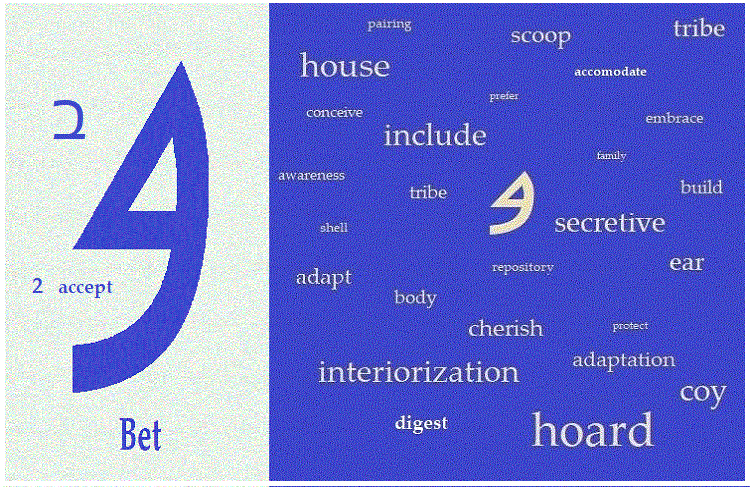 ב
2 accept
Bet
pairing
scoop
tribe
house
accomodate
prefer
conceive
embrace
include
family
awareness
tribe
build
shell
secretive
adapt
repository
ear
body
cherish
protect
interiorization
adaptation
coy
digest
hoard